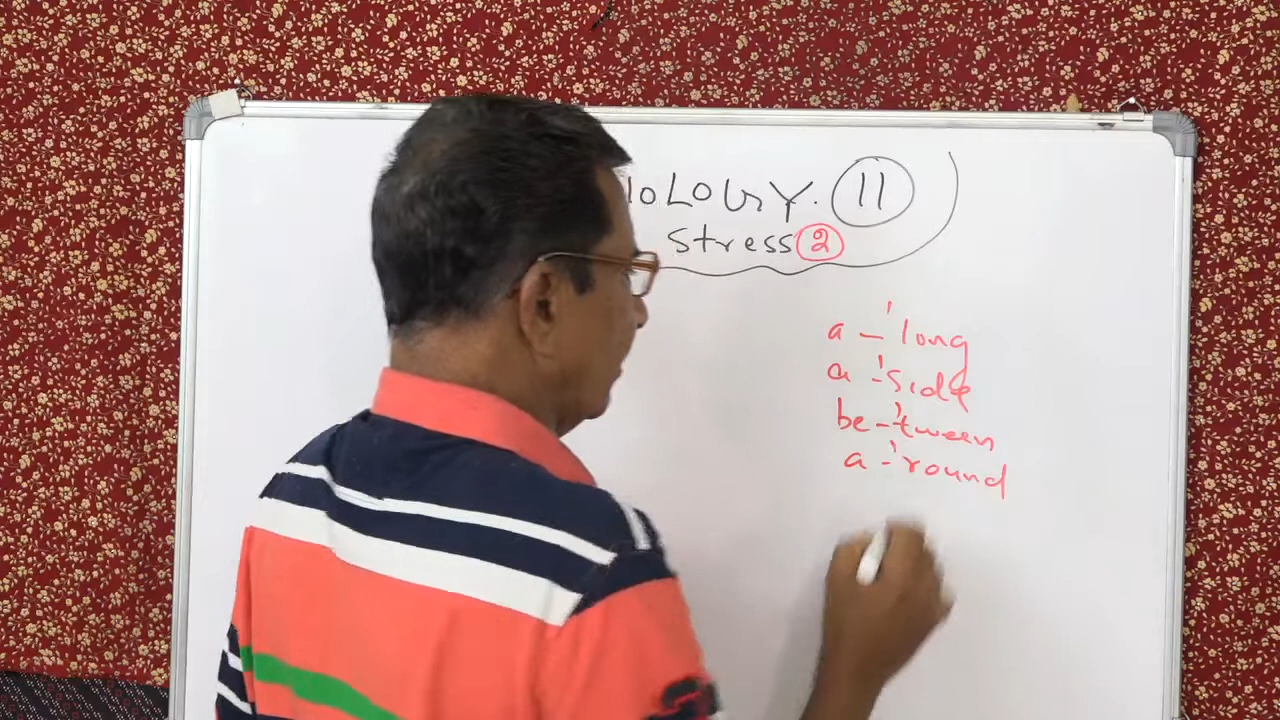 oLoGY. 11
stress 2
a - 'long
a - 'side
be - 'tween
a - 'round